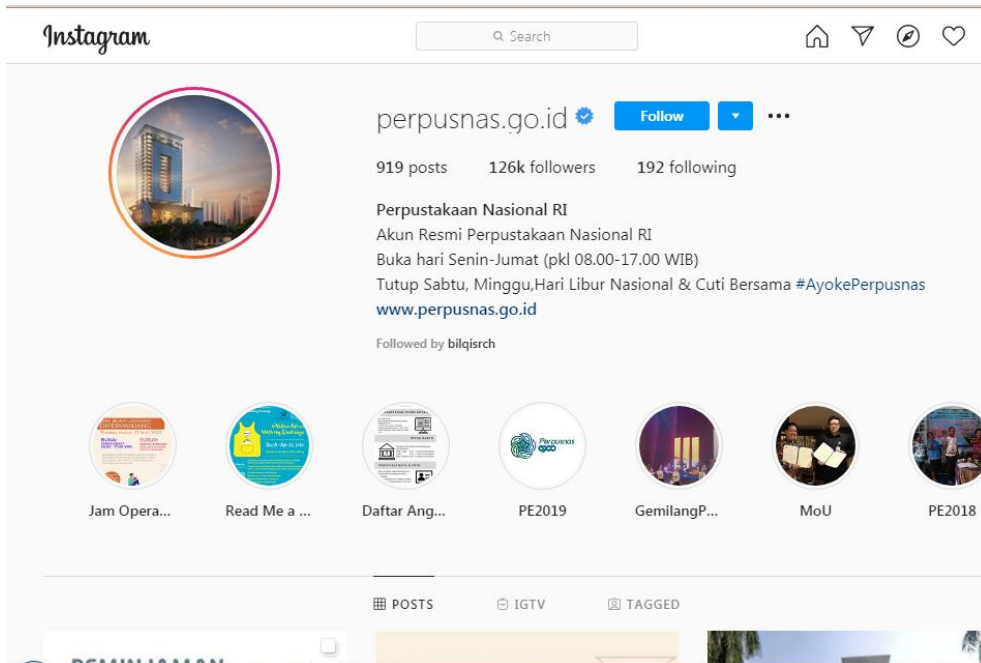 Instagram
Search
perpusnas.go.id
Follow
919 posts 126k followers 192 following
Perpustakaan Nasional RI
Akun Resmi Perpustakaan Nasional RI
Buka hari Senin-Jumat (pkl 08.00-17.00 WIB)
Tutup Sabtu, Minggu,Hari Libur Nasional & Cuti Bersama #AyokePerpusnas
www.perpusnas.go.id
Followed by bilqisrch
Perpusnas
expo
Jam Opera... Read Me a ... Daftar Ang... PE2019 GemilangP... MoU PE2018
POSTS IGTV TAGGED
PEMINJAMAN